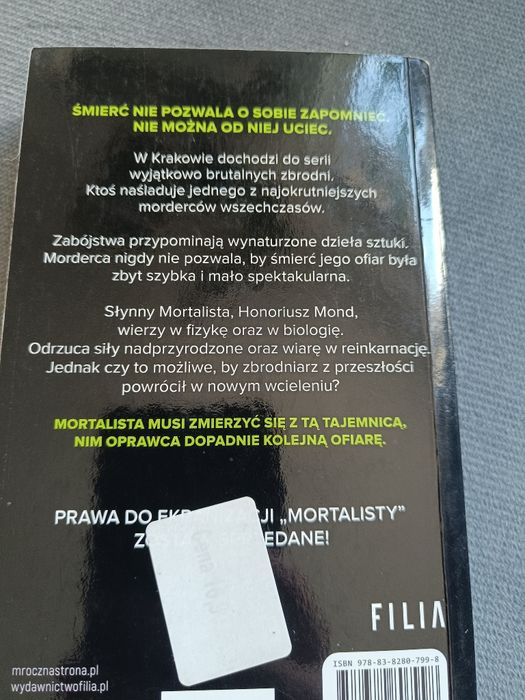 ŚMIERĆ NIE POZWALA O SOBIE ZAPOMNIEĆ.
NIE MOŻNA OD NIEJ UCIEC.
W Krakowie dochodzi do serii
wyjątkowo brutalnych zbrodni.
Ktoś naśladuje jednego z najokrutniejszych
morderców wszechczasów.
Zabójstwa przypominają wynaturzone dzieła sztuki.
Morderca nigdy nie pozwala, by śmierć jego ofiar była
zbyt szybka i mało spektakularna.
Słynny Mortalista, Honoriusz Mond,
wierzy w fizykę oraz w biologię.
Odrzuca siły nadprzyrodzone oraz wiarę w reinkarnację.
Jednak czy to możliwe, by zbrodniarz z przeszłości
powrócił w nowym wcieleniu?
MORTALISTA MUSI ZMIERZYĆ SIĘ Z TĄ TAJEMNICĄ,
NIM OPRAWCA DOPADNIE KOLEJNĄ OFIARĘ.
PRAWA DO „MORTALISTY”
FILIA
mrocznastrona.pl
wydawnictwofilia.pl
ISBN 978-83-8280-799-8